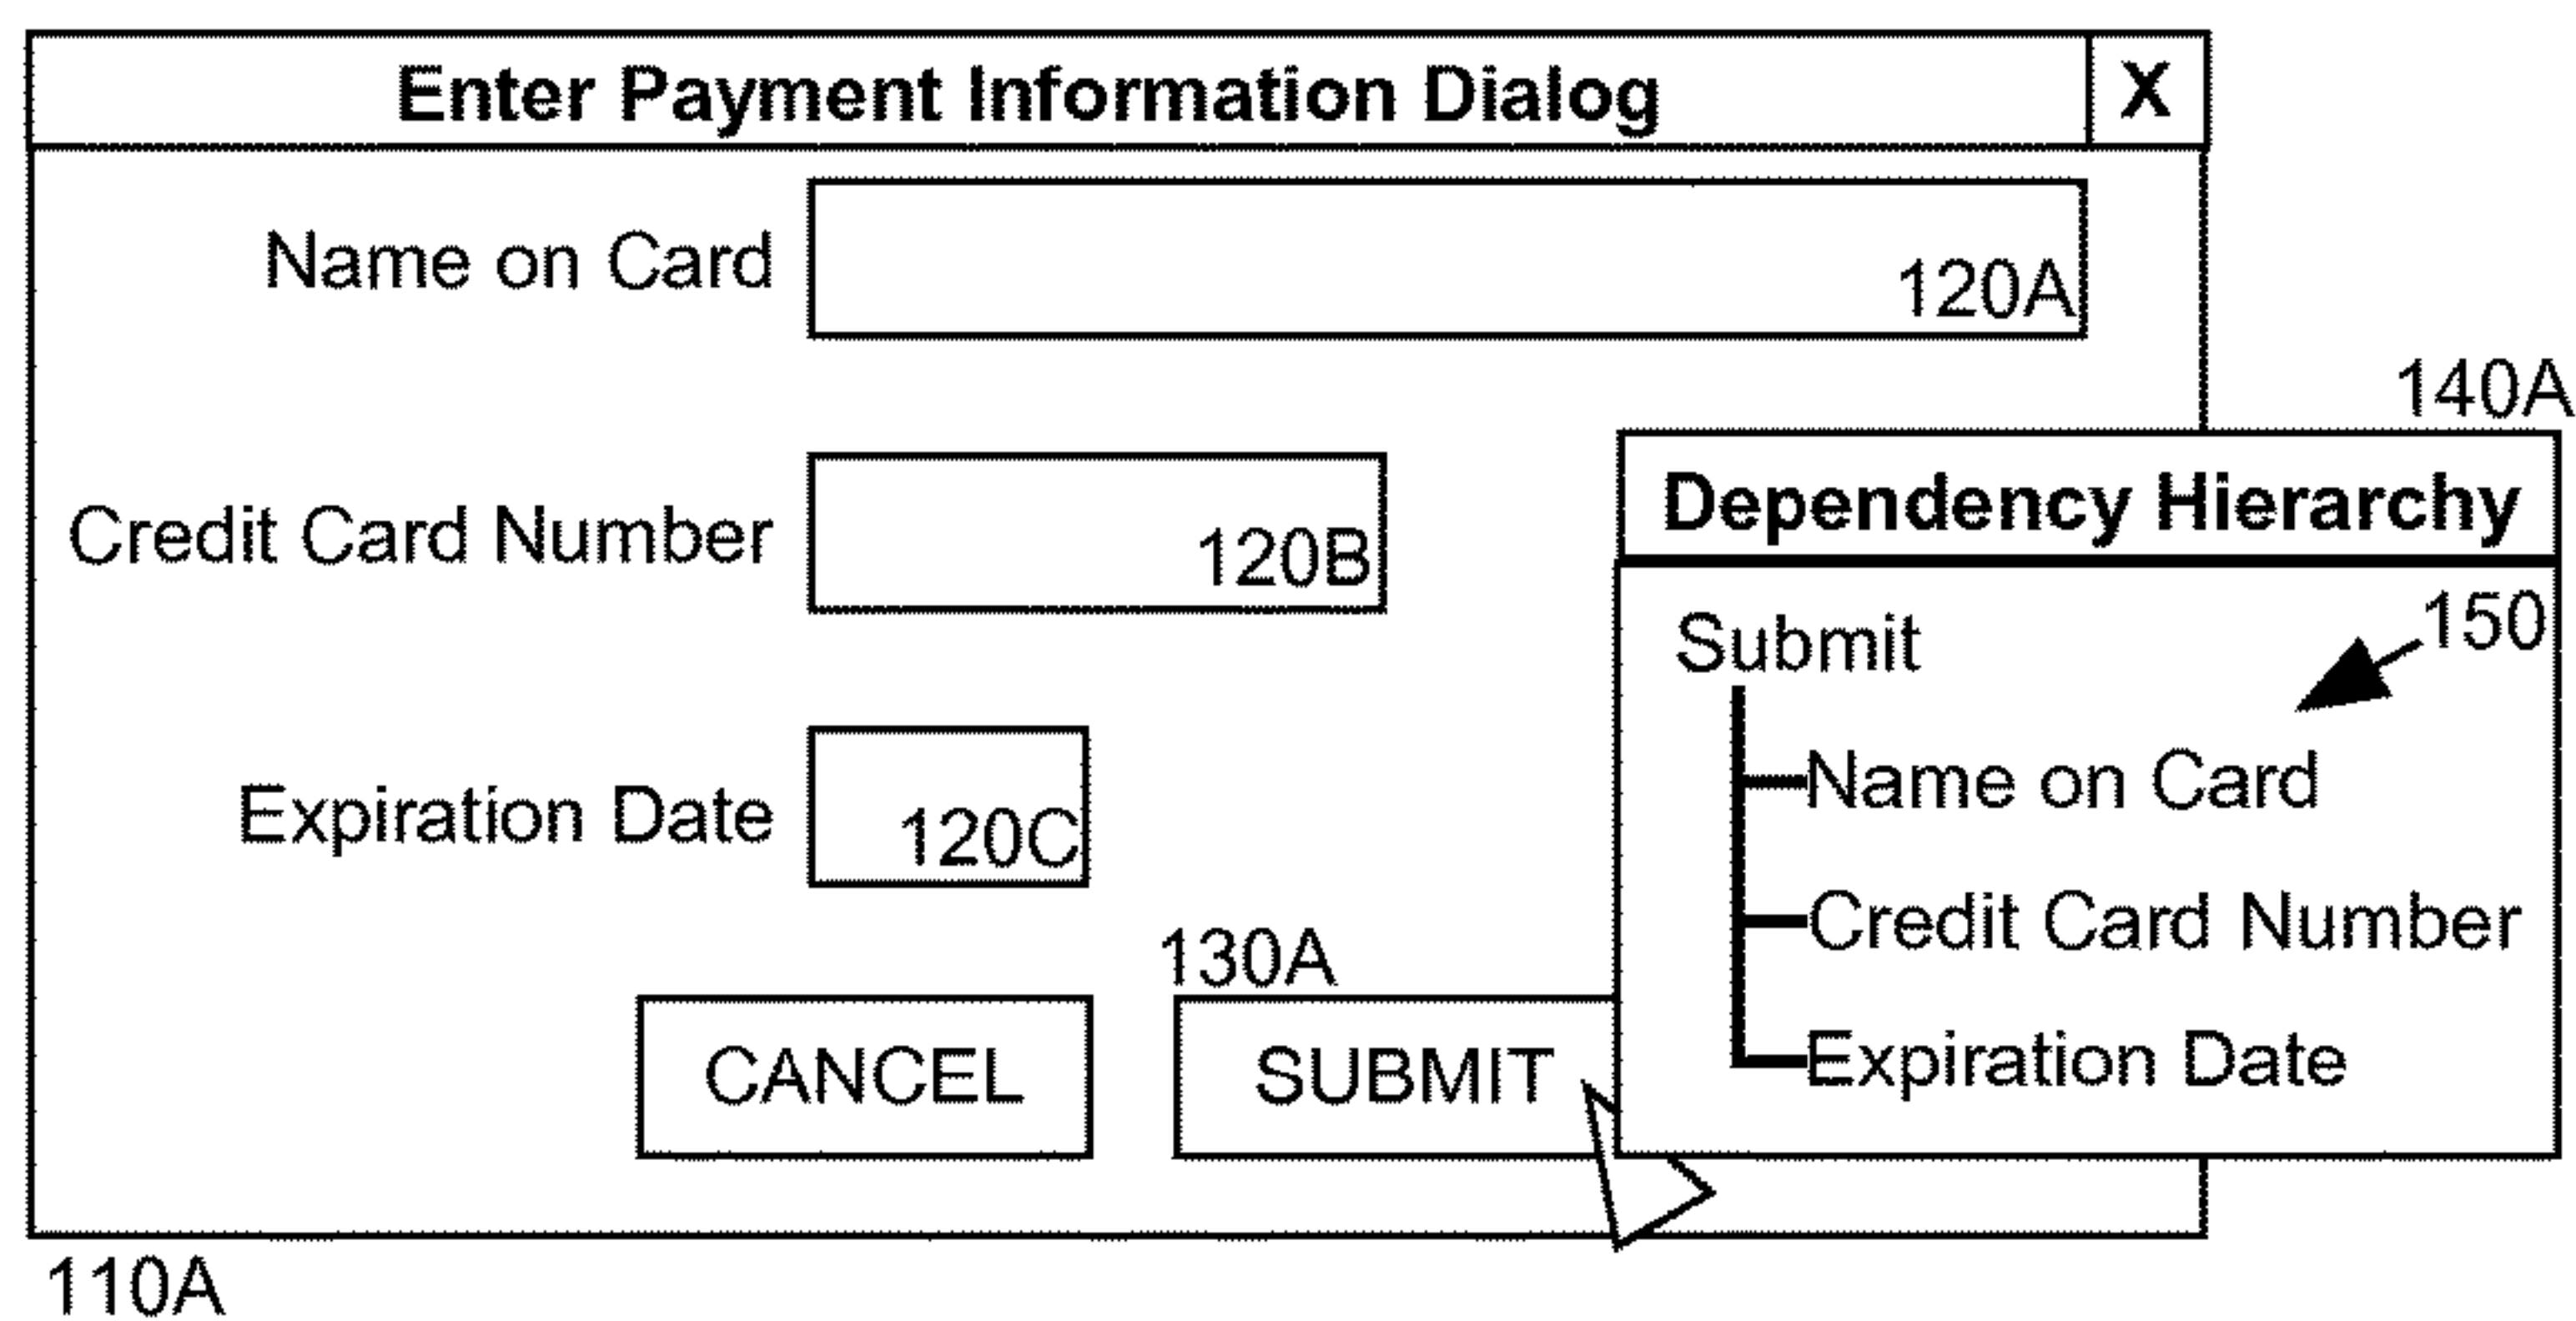 Enter Payment Information Dialog X
Name on Card
120A
140A
Dependency Hierarchy
Credit Card Number
120B
150
Submit
Name on Card
Expiration Date
120C
Credit Card Number
130A
Expiration Date
CANCEL
SUBMIT
110A